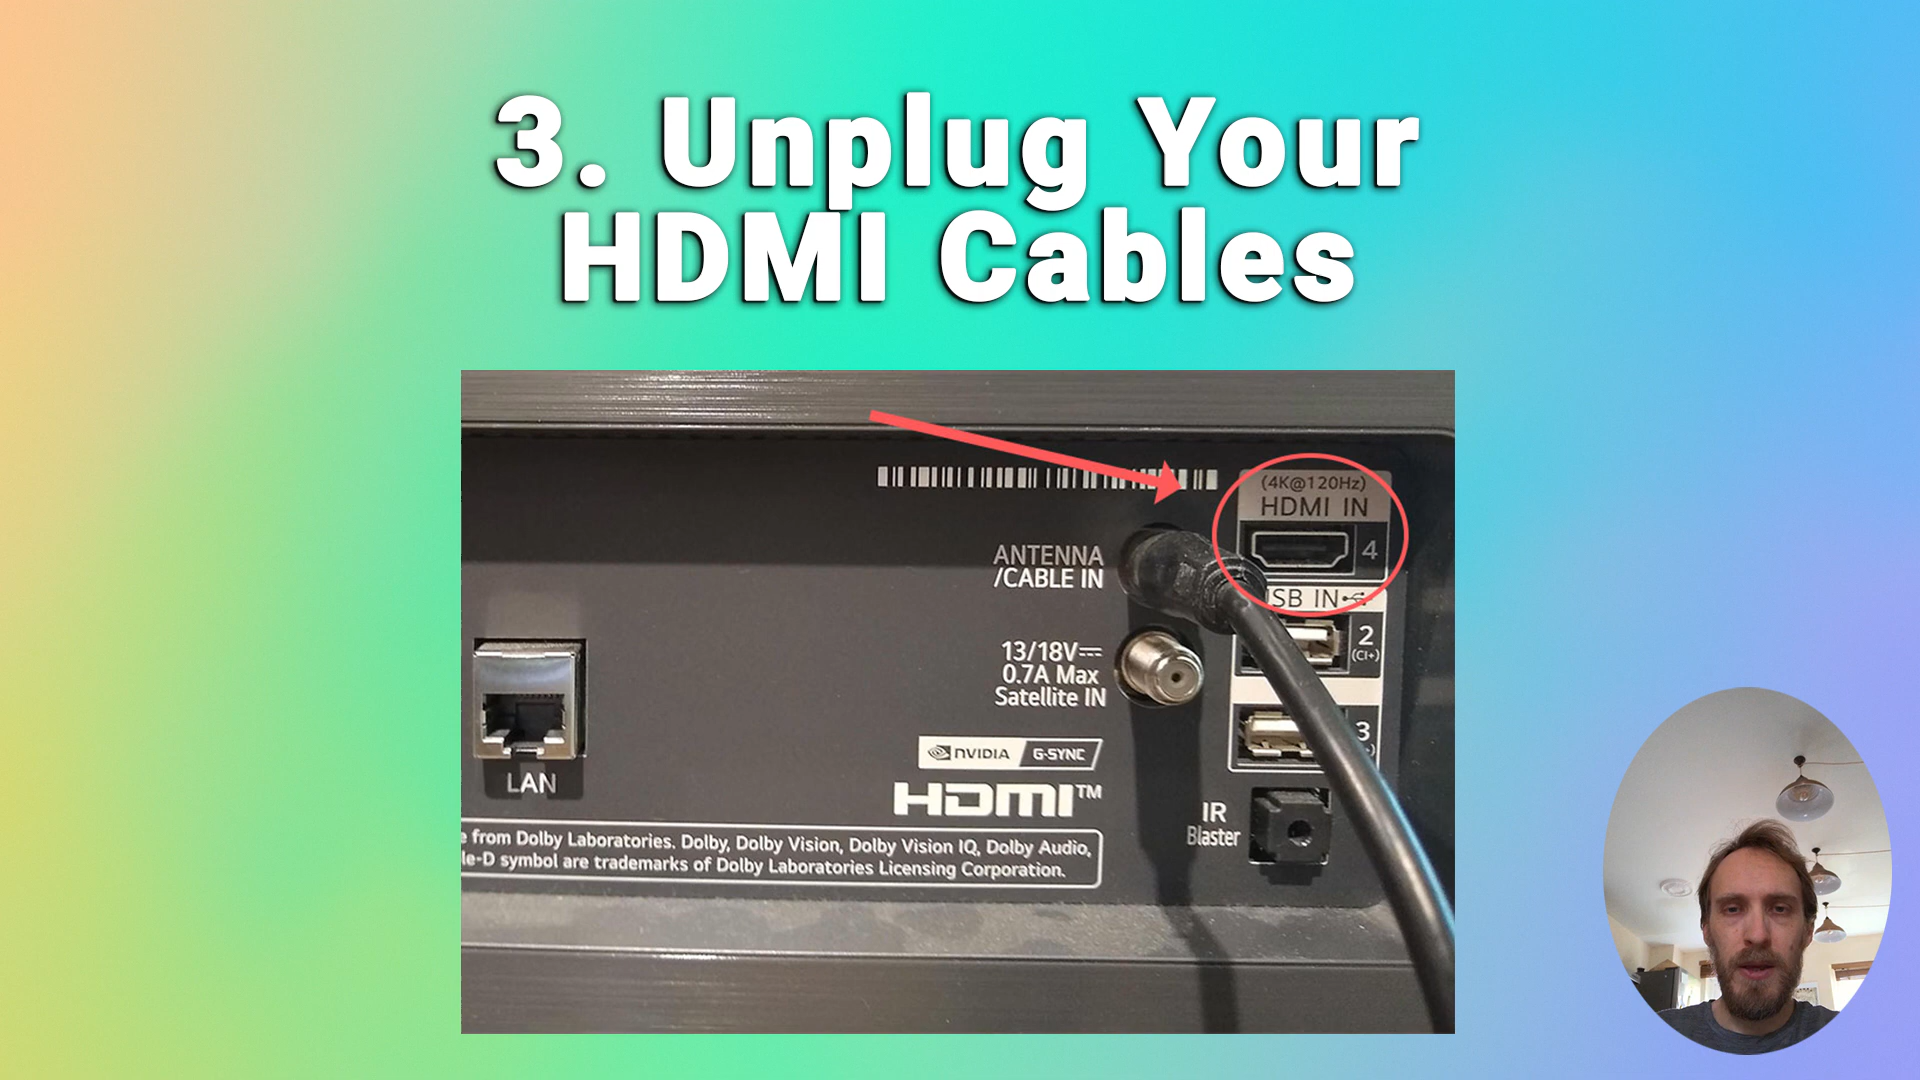 3. Unplug Your
HDMI Cables
(4K@120Hz)
HDMI IN
4
ANTENNA
/CABLE IN
SB IN
2
(CI+)
13/18V⎓
0.7A Max
Satellite IN
3
NVIDIA G-SYNC
HDMI™
LAN
IR
Blaster
e from Dolby Laboratories. Dolby, Dolby Vision, Dolby Vision IQ, Dolby Audio,
le-D symbol are trademarks of Dolby Laboratories Licensing Corporation.